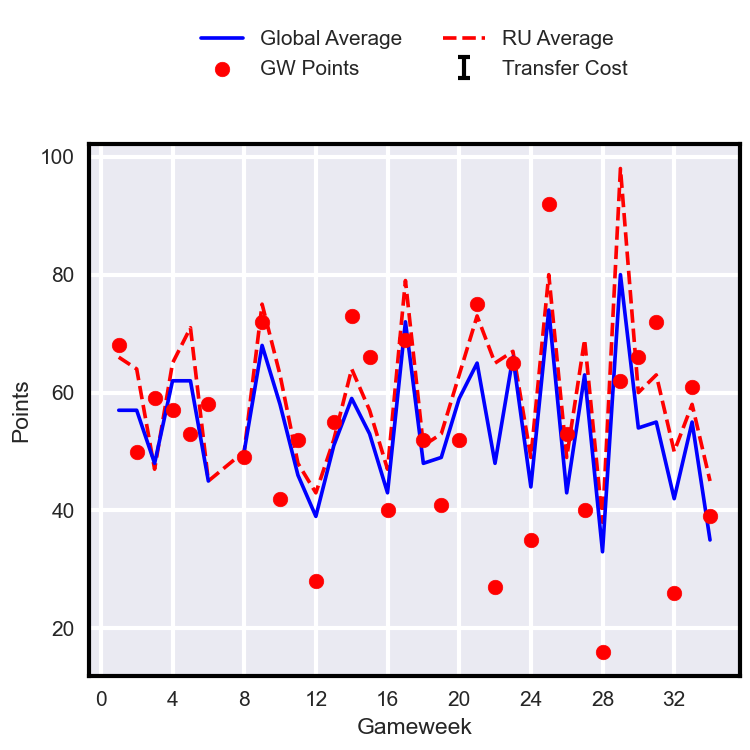 Global Average
RU Average
GW Points
Transfer Cost
100
80
60
40
20
Points
0 4 8 12 16 20 24 28 32
Gameweek